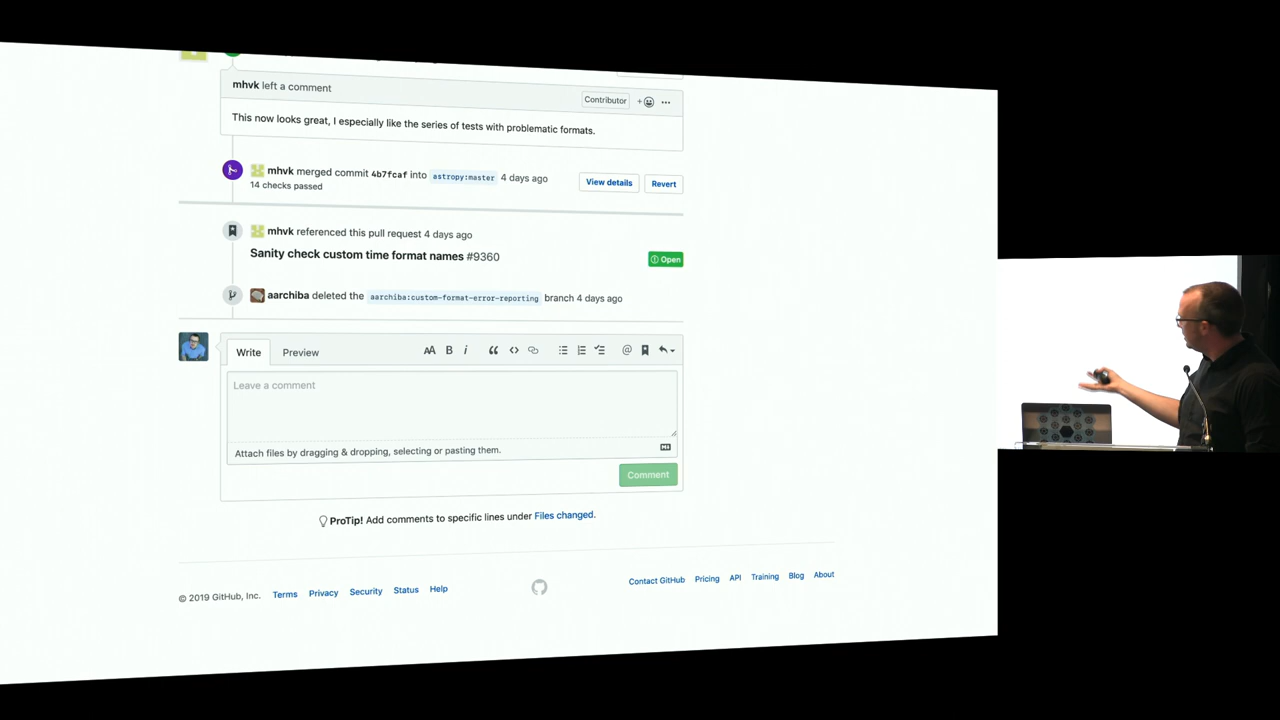 mhvk left a comment
Contributor
This now looks great, I especially like the series of tests with problematic formats.
mhvk merged commit 4b7fcaf into astropy:master 4 days ago
14 checks passed
View details
Revert
mhvk referenced this pull request 4 days ago
Sanity check custom time format names #9360
Open
aarchiba deleted the aarchiba:custom-format-error-reporting branch 4 days ago
Write
Preview
AA B i
Leave a comment
Attach files by dragging & dropping, selecting or pasting them.
Comment
ProTip! Add comments to specific lines under Files changed.
© 2019 GitHub, Inc. Terms Privacy Security Status Help
Contact GitHub Pricing API Training Blog About